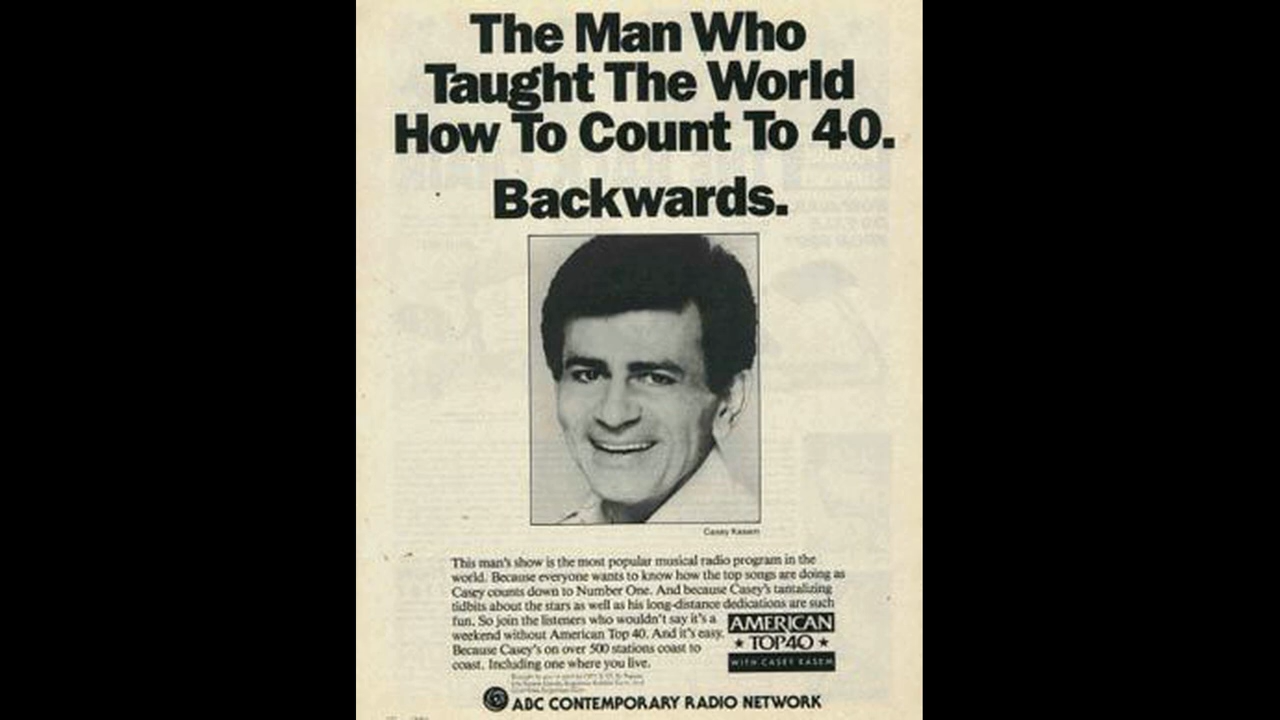 The Man Who
Taught The World
How To Count To 40.
Backwards.
Casey Kasem
This man's show is the most popular musical radio program in the
world. Because everyone wants to know how the top songs are doing as
Casey counts down to Number One. And because Casey's tantalizing
tidbits about the stars as well as his long-distance dedications are such
fun. So join the listeners who wouldn't say it's a
weekend without American Top 40. And it's easy.
Because Casey's on over 500 stations coast to
coast. Including one where you live.
AMERICAN
★ TOP 40 ★
WITH CASEY KASEM
ABC CONTEMPORARY RADIO NETWORK